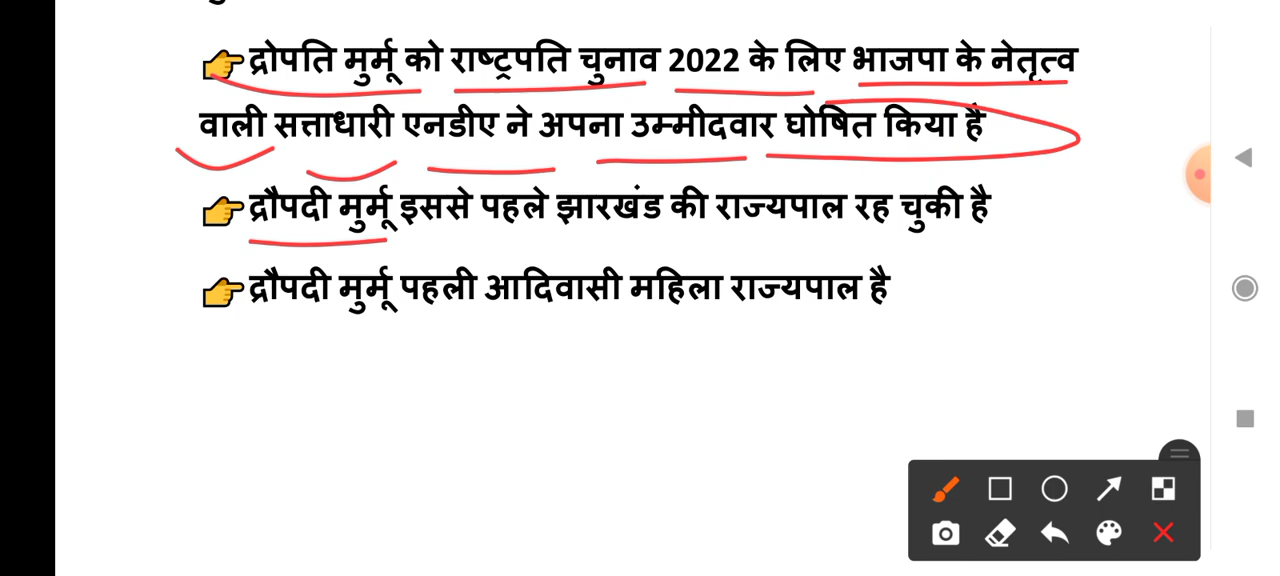 👉द्रोपति मुर्मू को राष्ट्रपति चुनाव 2022 के लिए भाजपा के नेतृत्व
वाली सत्ताधारी एनडीए ने अपना उम्मीदवार घोषित किया है
👉द्रौपदी मुर्मू इससे पहले झारखंड की राज्यपाल रह चुकी है
👉द्रौपदी मुर्मू पहली आदिवासी महिला राज्यपाल है